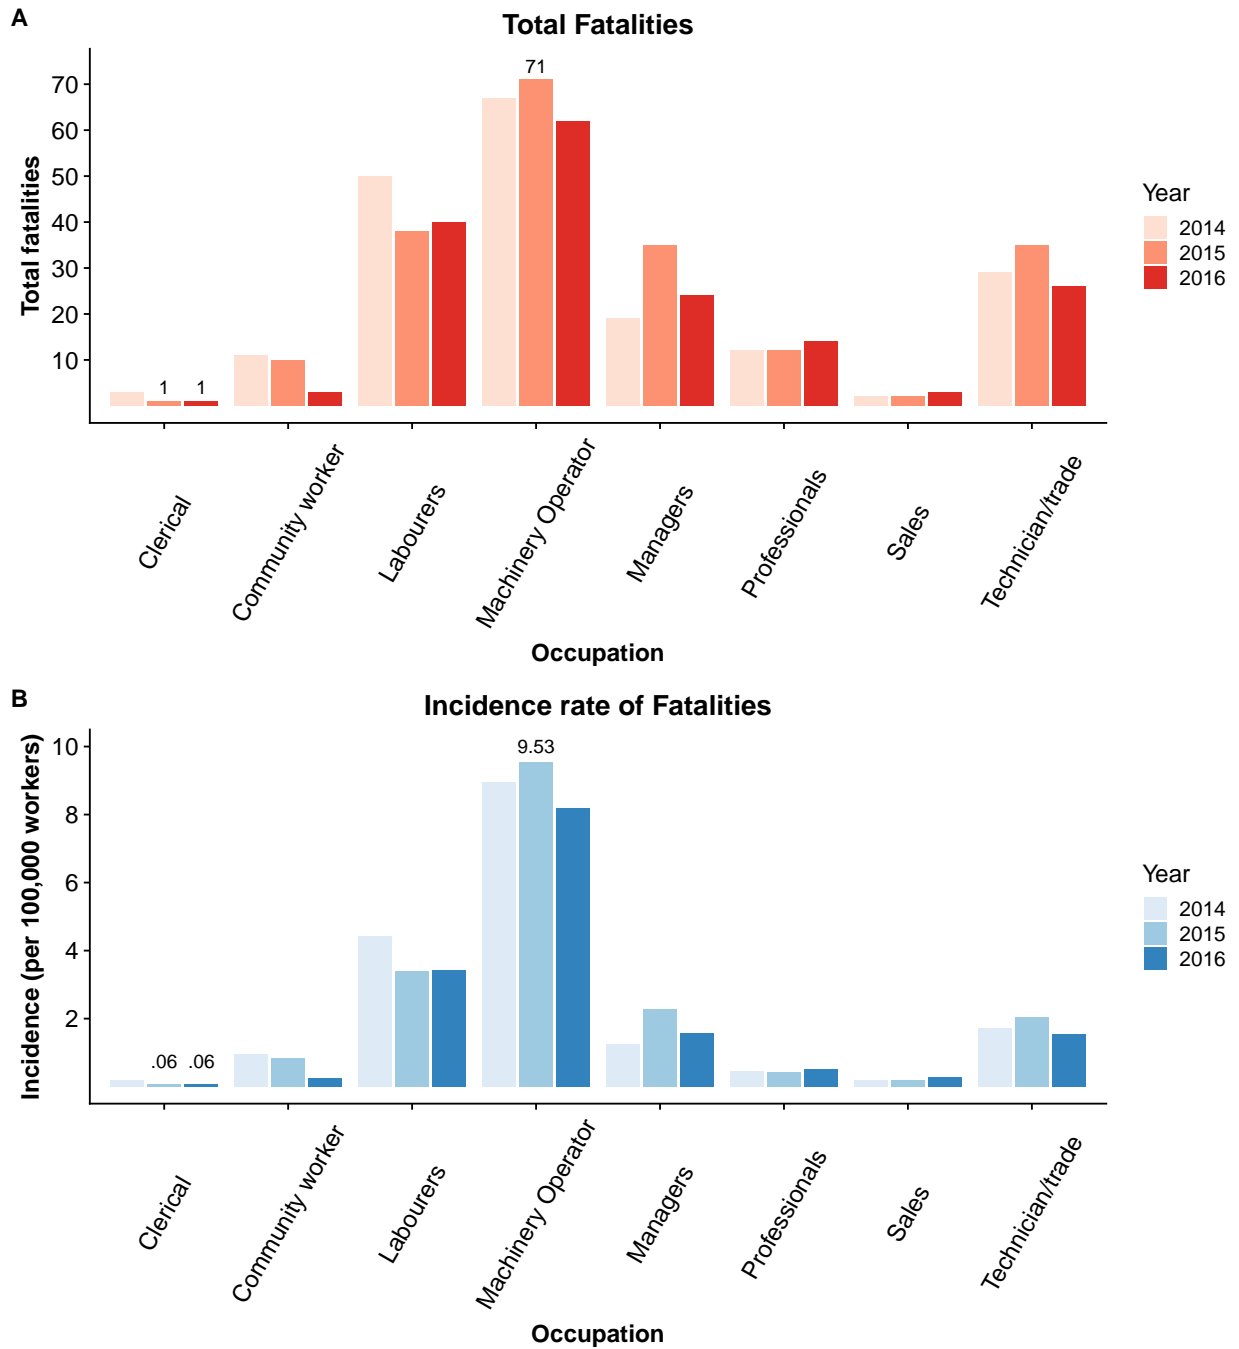 A
Total Fatalities
Total fatalities
70
60
50
40
30
20
10
71
1 1
Year
2014
2015
2016
Clerical
Community worker
Labourers
Machinery Operator
Managers
Professionals
Sales
Technician/trade
Occupation
B
Incidence rate of Fatalities
Incidence (per 100,000 workers)
10
8
6
4
2
9.53
.06 .06
Year
2014
2015
2016
Clerical
Community worker
Labourers
Machinery Operator
Managers
Professionals
Sales
Technician/trade
Occupation